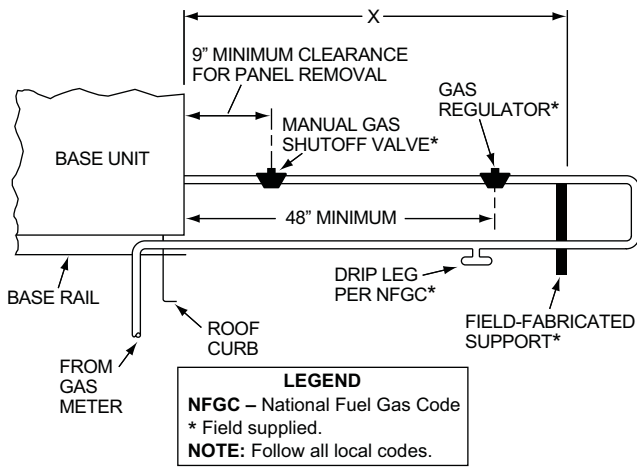 X
9" MINIMUM CLEARANCE
FOR PANEL REMOVAL
GAS
REGULATOR*
MANUAL GAS
SHUTOFF VALVE*
BASE UNIT
48" MINIMUM
BASE RAIL
DRIP LEG
PER NFGC*
FIELD-FABRICATED
SUPPORT*
ROOF
CURB
FROM
GAS
METER
LEGEND
NFGC – National Fuel Gas Code
* Field supplied.
NOTE: Follow all local codes.